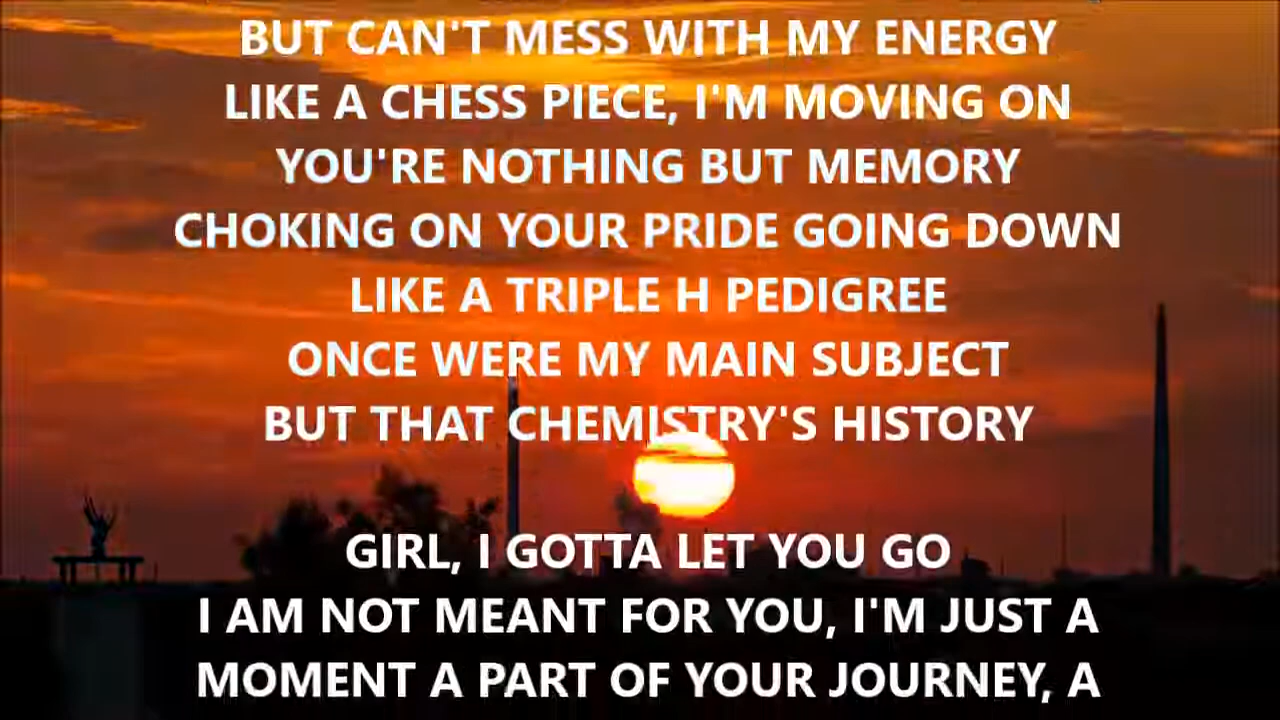 BUT CAN'T MESS WITH MY ENERGY
LIKE A CHESS PIECE, I'M MOVING ON
YOU'RE NOTHING BUT MEMORY
CHOKING ON YOUR PRIDE GOING DOWN
LIKE A TRIPLE H PEDIGREE
ONCE WERE MY MAIN SUBJECT
BUT THAT CHEMISTRY'S HISTORY
GIRL, I GOTTA LET YOU GO
I AM NOT MEANT FOR YOU, I'M JUST A
MOMENT A PART OF YOUR JOURNEY, A